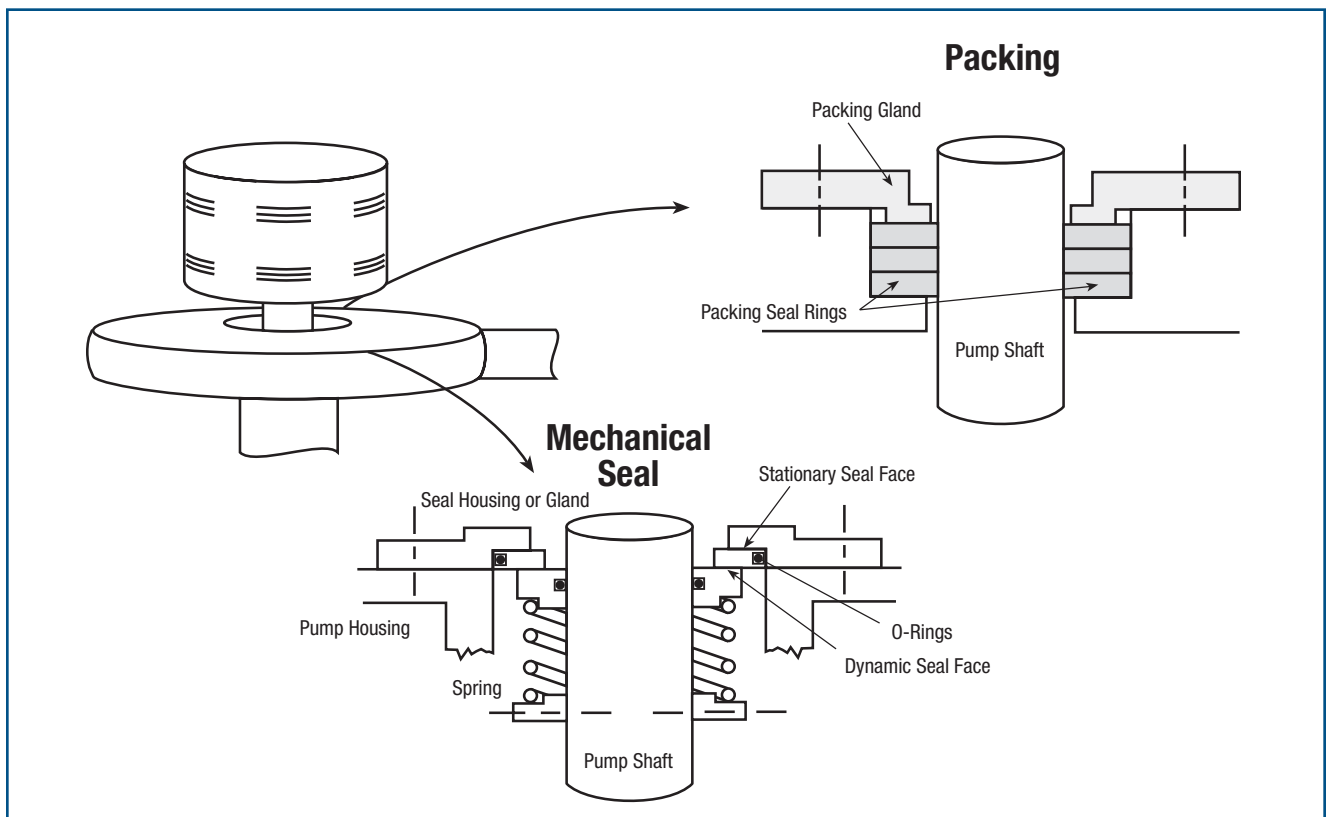 Packing
Packing Gland
Packing Seal Rings
Pump Shaft
Mechanical
Seal
Stationary Seal Face
Seal Housing or Gland
Pump Housing
O-Rings
Dynamic Seal Face
Spring
Pump Shaft